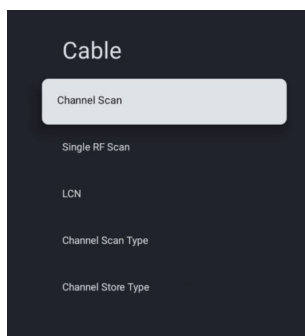 Cable
Channel Scan
Single RF Scan
LCN
Channel Scan Type
Channel Store Type